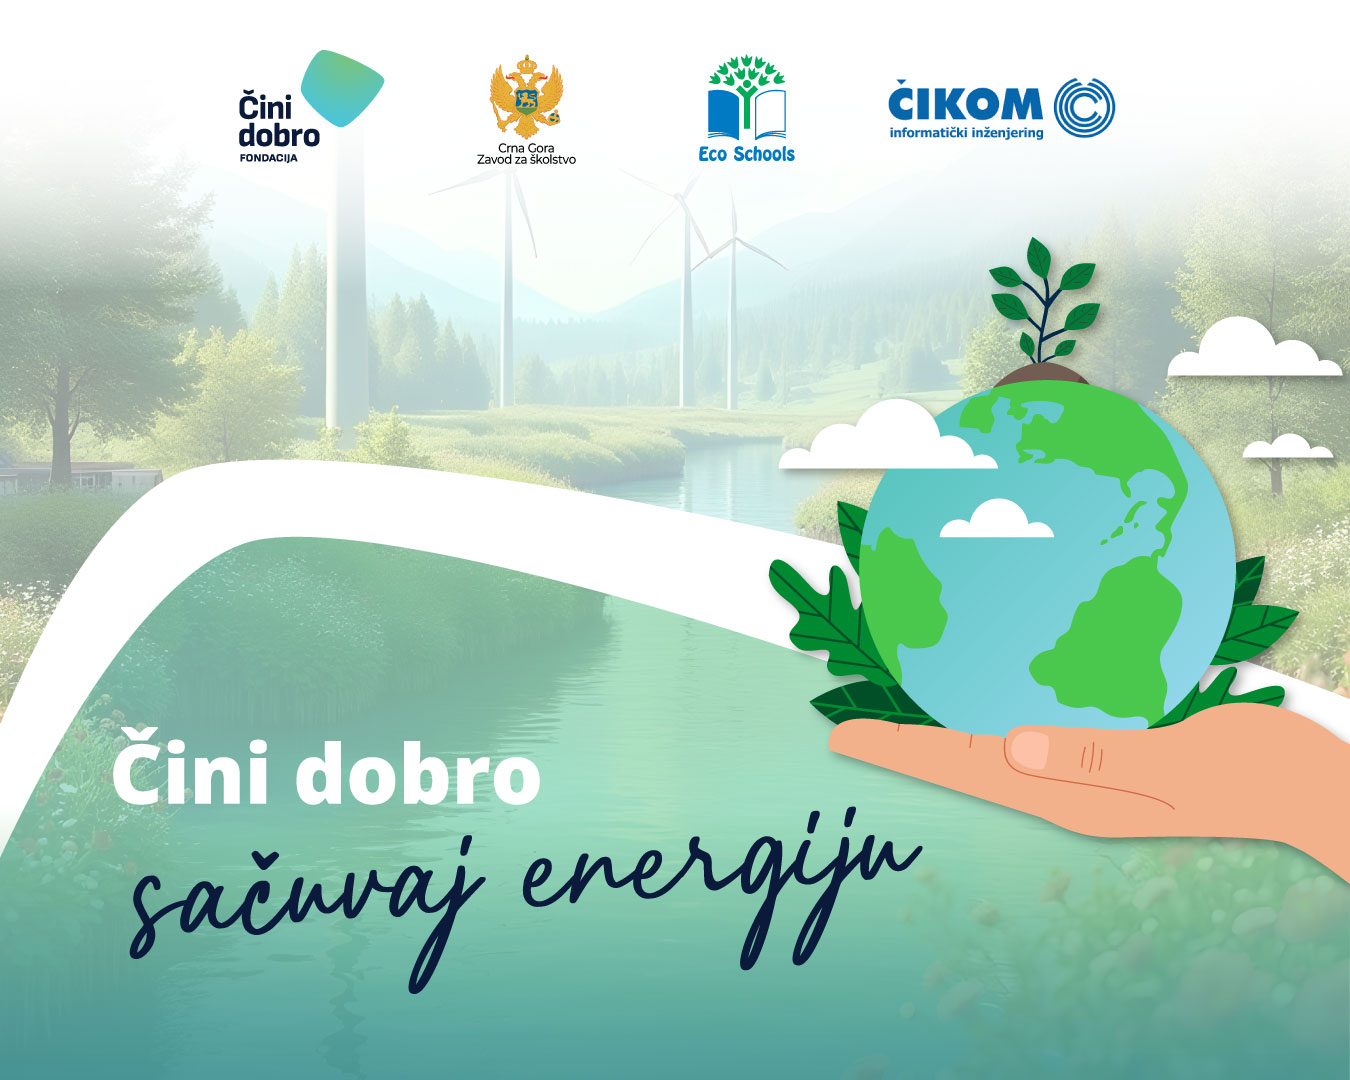 Čini
dobro
FONDACIJA
Crna Gora
Zavod za školstvo
Eco Schools
ČIKOM
informatički inženjering
Čini dobro
sačuvaj energiju